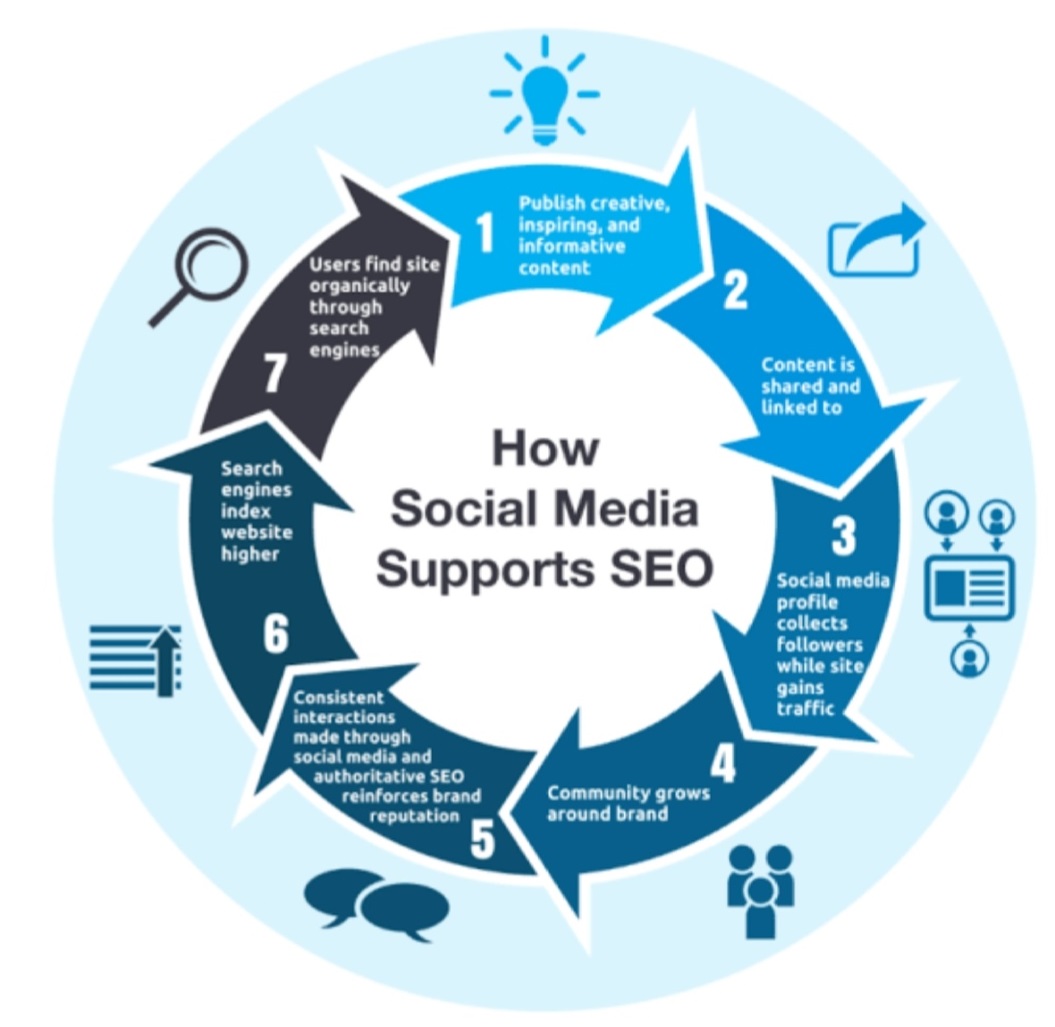 How
Social Media
Supports SEO
1
Publish creative,
inspiring, and
informative
content
2
Content is
shared and
linked to
3
Social media
profile
collects
followers
while site
gains
traffic
4
Community grows
around brand
5
Consistent
interactions
made through
social media and
authoritative SEO
reinforces brand
reputation
6
Search
engines
index
website
higher
7
Users find site
organically
through
search
engines